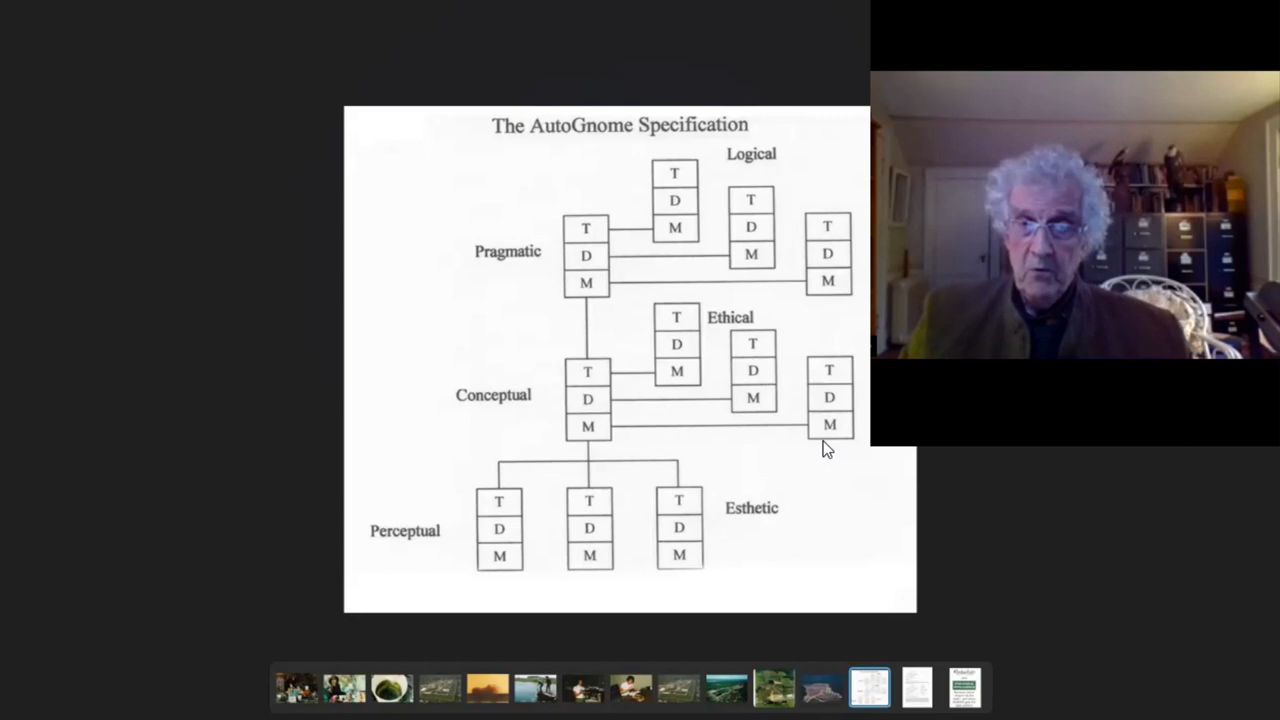 The AutoGnome Specification
Logical
T
D
M
T
D
M
T
D
M
Pragmatic
T
D
M
Ethical
T
D
M
T
D
M
T
D
M
Conceptual
T
D
M
Perceptual
T
D
M
T
D
M
T
D
M
Esthetic